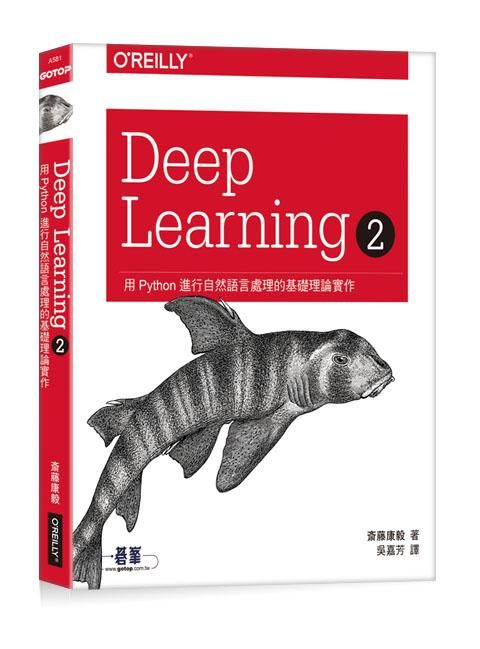 A581
GOTOP
Deep Learning 2
用 Python 進行自然語言處理的基礎理論實作
斎藤康毅
O'REILLY
O'REILLY®
Deep
Learning 2
用 Python 進行自然語言處理的基礎理論實作
斎藤康毅 著
吳嘉芳 譯
碁峯
www.gotop.com.tw